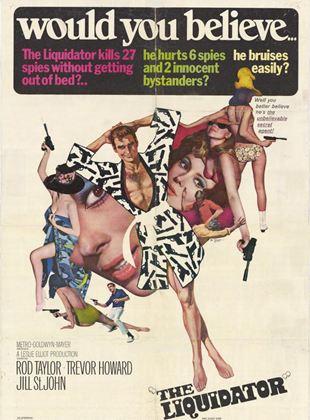 would you believe...
The Liquidator kills 27 spies without getting out of bed?..
he hurts 6 spies and 2 innocent bystanders?
he bruises easily?
Well you
better believe
he's the
unbelievable
secret
agent!
METRO-GOLDWYN-MAYER
A LESLIE ELLIOT PRODUCTION
ROD TAYLOR TREVOR HOWARD
JILL ST. JOHN
THE
LIQUIDATOR